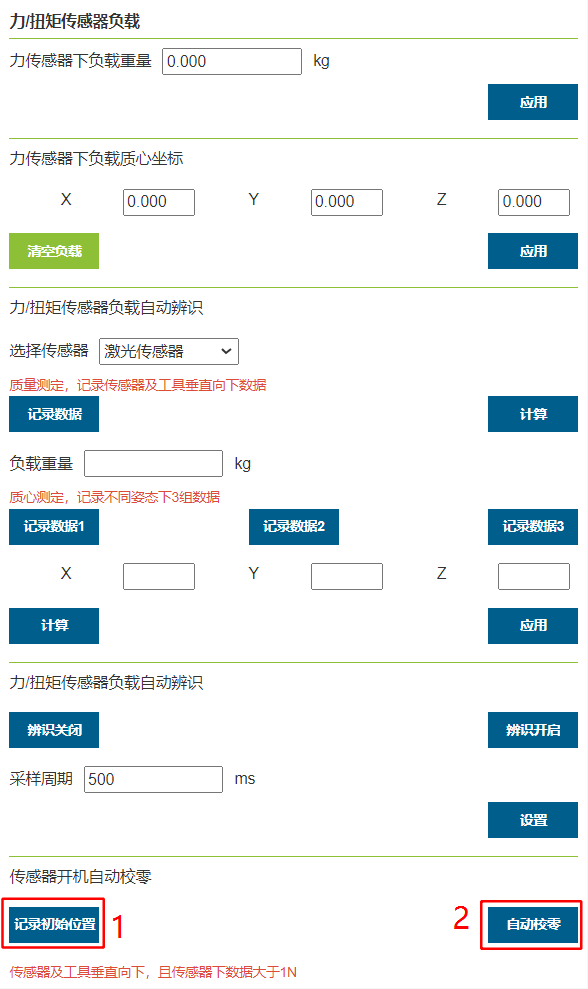 力/扭矩传感器负载
力传感器下负载重量 0.000 kg
应用
力传感器下负载质心坐标
X 0.000 Y 0.000 Z 0.000
清空负载 应用
力/扭矩传感器负载自动辨识
选择传感器 激光传感器
质量测定，记录传感器及工具垂直向下数据
记录数据 计算
负载重量 kg
质心测定，记录不同姿态下3组数据
记录数据1 记录数据2 记录数据3
X Y Z
计算 应用
力/扭矩传感器负载自动辨识
辨识关闭 辨识开启
采样周期 500 ms
设置
传感器开机自动校零
记录初始位置 1 2 自动校零
传感器及工具垂直向下，且传感器下数据大于1N